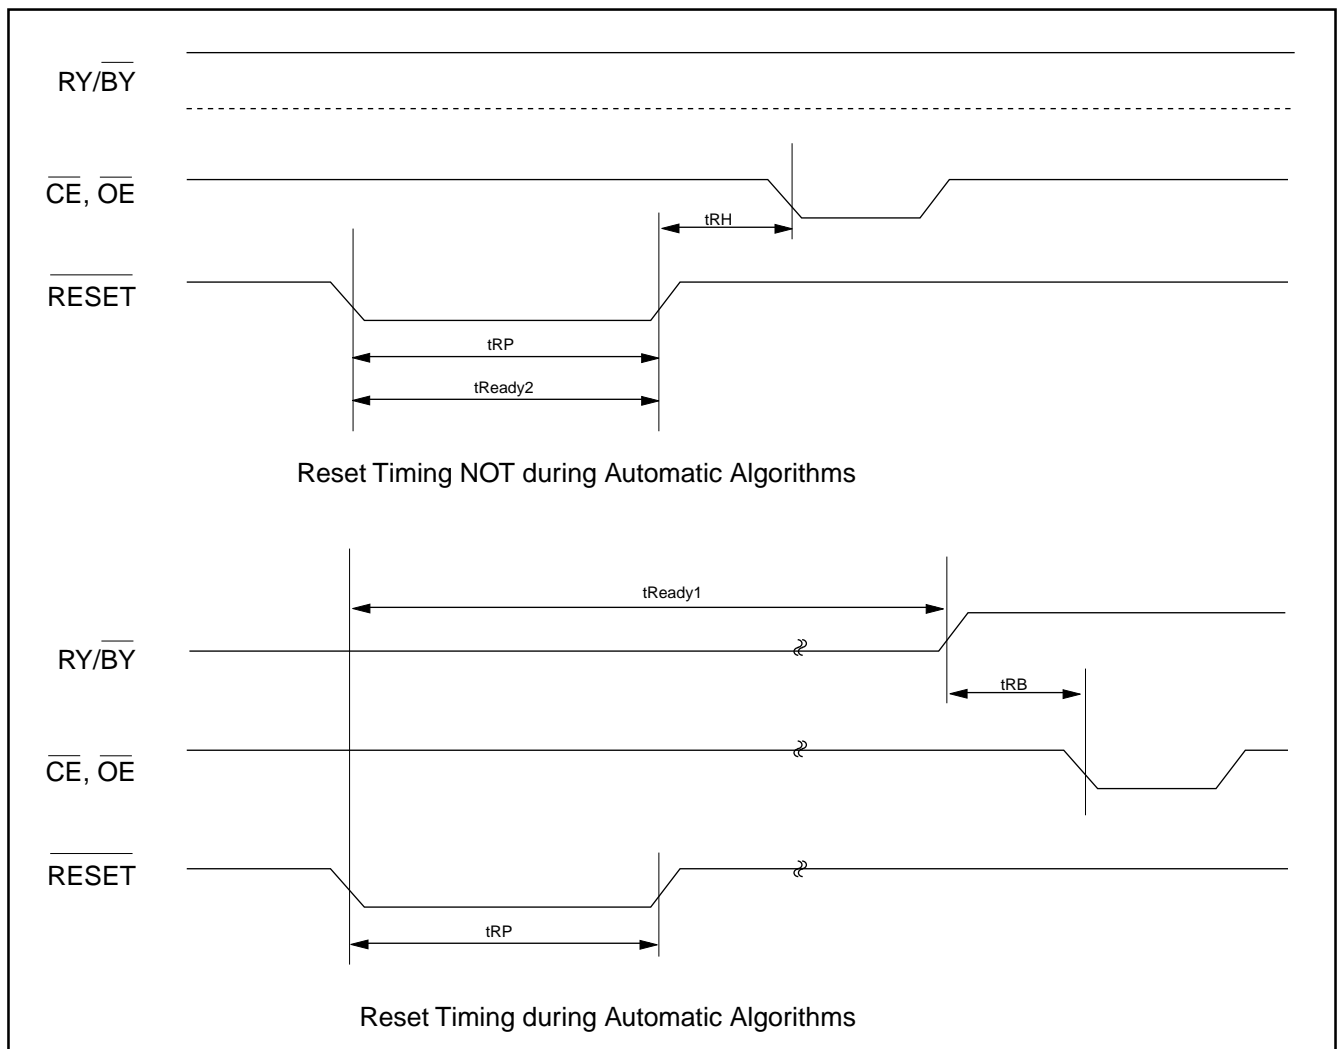 RY/BY
CE, OE
tRH
RESET
tRP
tReady2
Reset Timing NOT during Automatic Algorithms
tReady1
RY/BY
tRB
CE, OE
RESET
tRP
Reset Timing during Automatic Algorithms